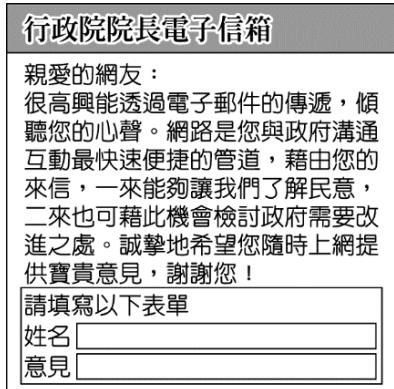 行政院院長電子信箱
親愛的網友：
很高興能透過電子郵件的傳遞，傾
聽您的心聲。網路是您與政府溝通
互動最快速便捷的管道，藉由您的
來信，一來能夠讓我們了解民意，
二來也可藉此機會檢討政府需要改
進之處。誠摯地希望您隨時上網提
供寶貴意見，謝謝您！
請填寫以下表單
姓名
意見